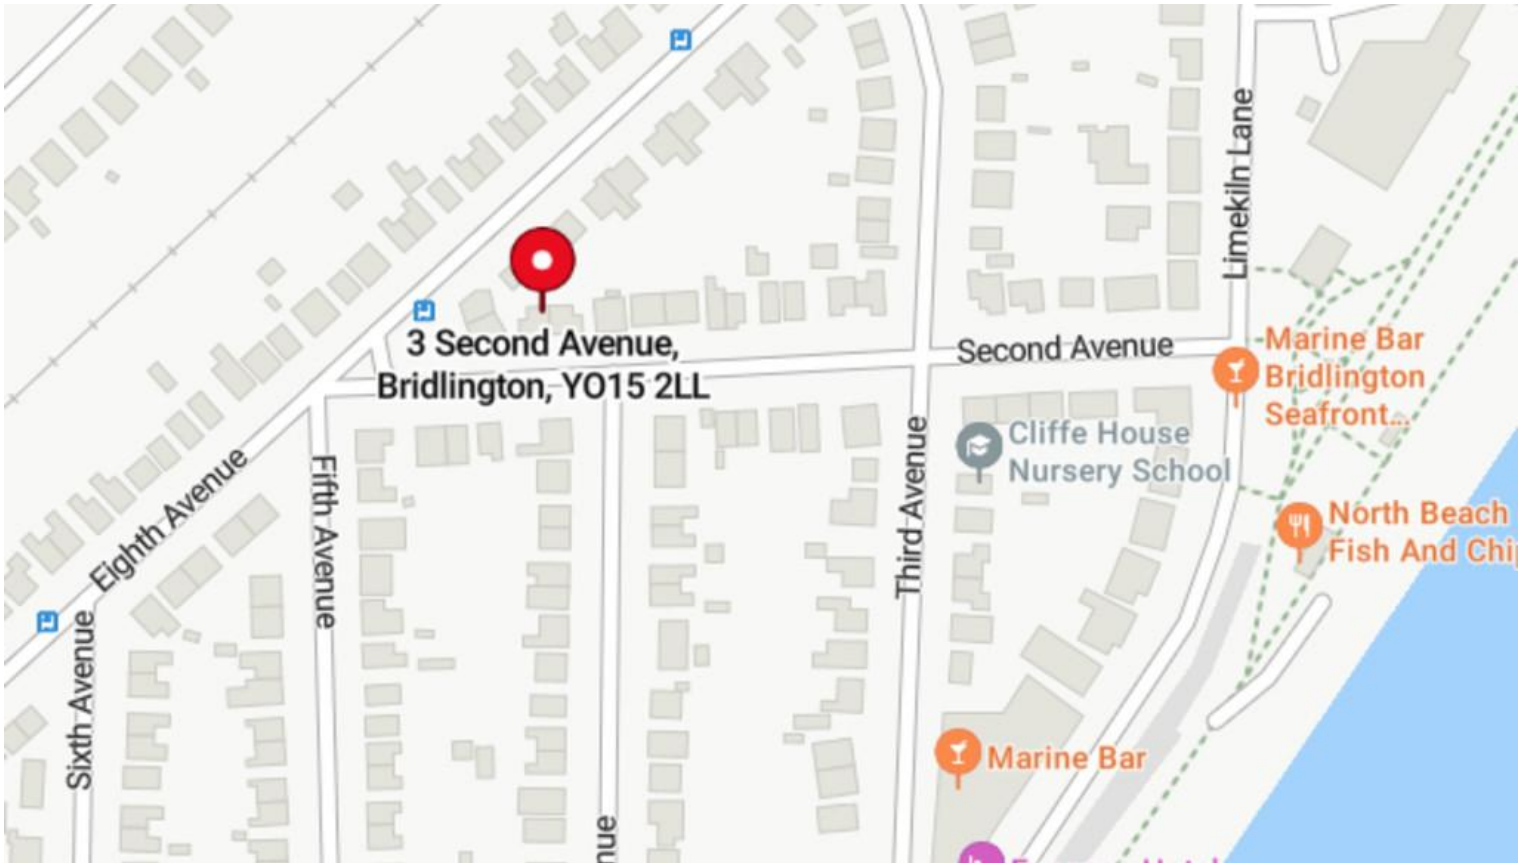 Limekiln Lane
3 Second Avenue,
Bridlington, YO15 2LL
Second Avenue
Marine Bar
Bridlington
Seafront...
Cliffe House
Nursery School
Eighth Avenue
Fifth Avenue
Third Avenue
North Beach
Fish And Chip
Sixth Avenue
Marine Bar
nue